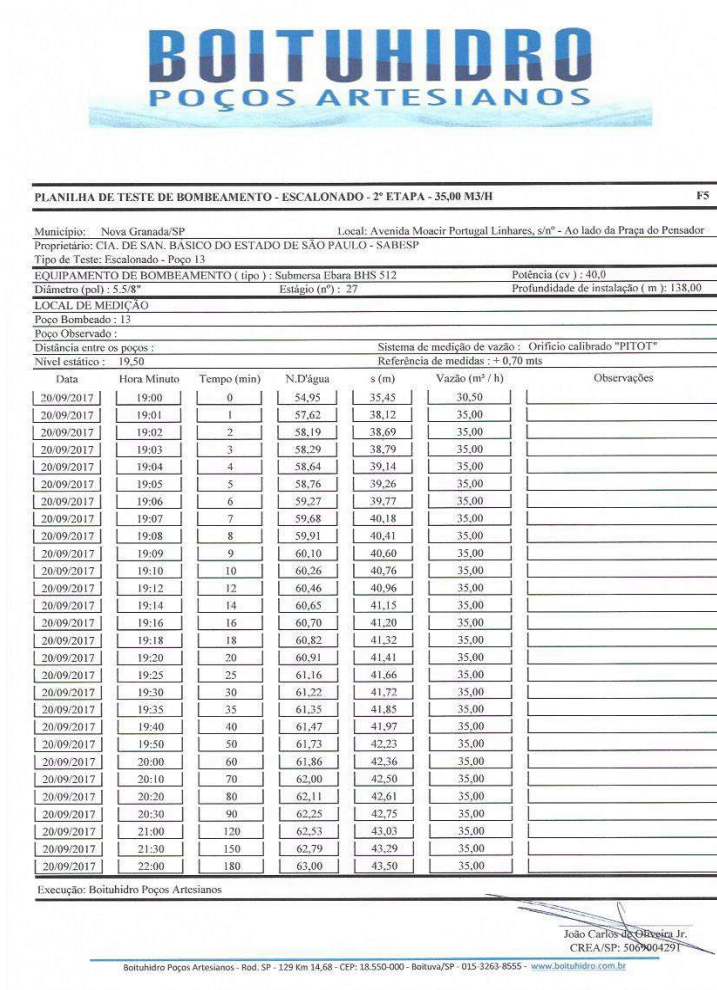 BOITUHIDRO
POÇOS ARTESIANOS
PLANILHA DE TESTE DE BOMBEAMENTO - ESCALONADO - 2ª ETAPA - 35,00 M3/H F5
Município: Nova Granada/SP Local: Avenida Moacir Portugal Linhares, s/nº - Ao lado da Praça do Pensador
Proprietário: CIA. DE SAN. BÁSICO DO ESTADO DE SÃO PAULO - SABESP
Tipo de Teste: Escalonado - Poço 13
EQUIPAMENTO DE BOMBEAMENTO ( tipo ) : Submersa Ebara BHS 512 Potência (cv ) : 40,0
Diâmetro (pol) : 5.5/8" Estágio (nº) : 27 Profundidade de instalação ( m ): 138,00
LOCAL DE MEDIÇÃO
Poço Bombeado : 13
Poço Observado :
Distância entre os poços : Sistema de medição de vazão : Orifício calibrado "PITOT"
Nível estático : 19,50 Referência de medidas : + 0,70 mts
Data Hora Minuto Tempo (min) N.D'água s (m) Vazão (m³ / h) Observações
20/09/2017 19:00 0 54,95 35,45 30,50
20/09/2017 19:01 1 57,62 38,12 35,00
20/09/2017 19:02 2 58,19 38,69 35,00
20/09/2017 19:03 3 58,29 38,79 35,00
20/09/2017 19:04 4 58,64 39,14 35,00
20/09/2017 19:05 5 58,76 39,26 35,00
20/09/2017 19:06 6 59,27 39,77 35,00
20/09/2017 19:07 7 59,68 40,18 35,00
20/09/2017 19:08 8 59,91 40,41 35,00
20/09/2017 19:09 9 60,10 40,60 35,00
20/09/2017 19:10 10 60,26 40,76 35,00
20/09/2017 19:12 12 60,46 40,96 35,00
20/09/2017 19:14 14 60,65 41,15 35,00
20/09/2017 19:16 16 60,70 41,20 35,00
20/09/2017 19:18 18 60,82 41,32 35,00
20/09/2017 19:20 20 60,91 41,41 35,00
20/09/2017 19:25 25 61,16 41,66 35,00
20/09/2017 19:30 30 61,22 41,72 35,00
20/09/2017 19:35 35 61,35 41,85 35,00
20/09/2017 19:40 40 61,47 41,97 35,00
20/09/2017 19:50 50 61,73 42,23 35,00
20/09/2017 20:00 60 61,86 42,36 35,00
20/09/2017 20:10 70 62,00 42,50 35,00
20/09/2017 20:20 80 62,11 42,61 35,00
20/09/2017 20:30 90 62,25 42,75 35,00
20/09/2017 21:00 120 62,53 43,03 35,00
20/09/2017 21:30 150 62,79 43,29 35,00
20/09/2017 22:00 180 63,00 43,50 35,00
Execução: Boituhidro Poços Artesianos
João Carlos de Oliveira Jr.
CREA/SP: 5069004291
Boituhidro Poços Artesianos - Rod. SP - 129 Km 14,68 - CEP: 18.550-000 - Boituva/SP - 015-3263-8555 - www.boituhidro.com.br